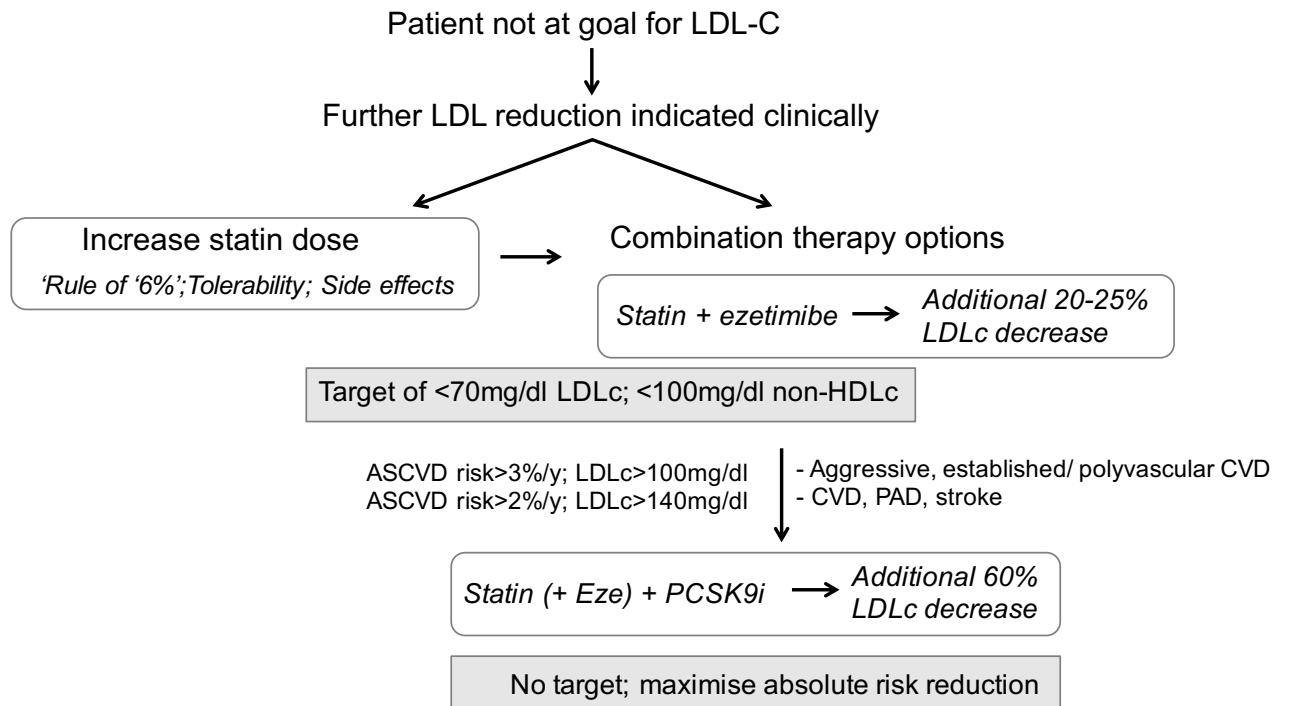 Patient not at goal for LDL-C
Further LDL reduction indicated clinically
Increase statin dose
‘Rule of ‘6%’;Tolerability; Side effects
Combination therapy options
Statin + ezetimibe
Additional 20-25%
LDLc decrease
Target of <70mg/dl LDLc; <100mg/dl non-HDLc
ASCVD risk>3%/y; LDLc>100mg/dl
ASCVD risk>2%/y; LDLc>140mg/dl
- Aggressive, established/ polyvascular CVD
- CVD, PAD, stroke
Statin (+ Eze) + PCSK9i
Additional 60%
LDLc decrease
No target; maximise absolute risk reduction